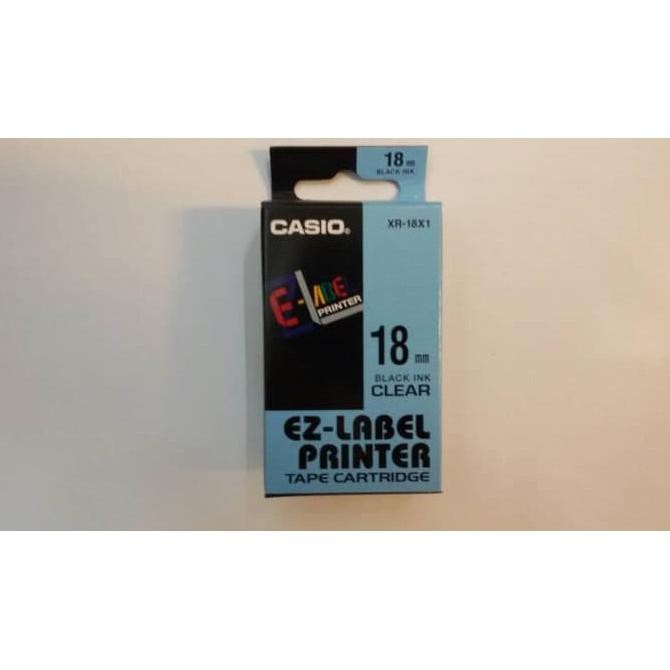 18 mm
BLACK INK
CASIO®
XR-18X1
EZ-LABEL
PRINTER
18 mm
BLACK INK
CLEAR
EZ-LABEL
PRINTER
TAPE CARTRIDGE